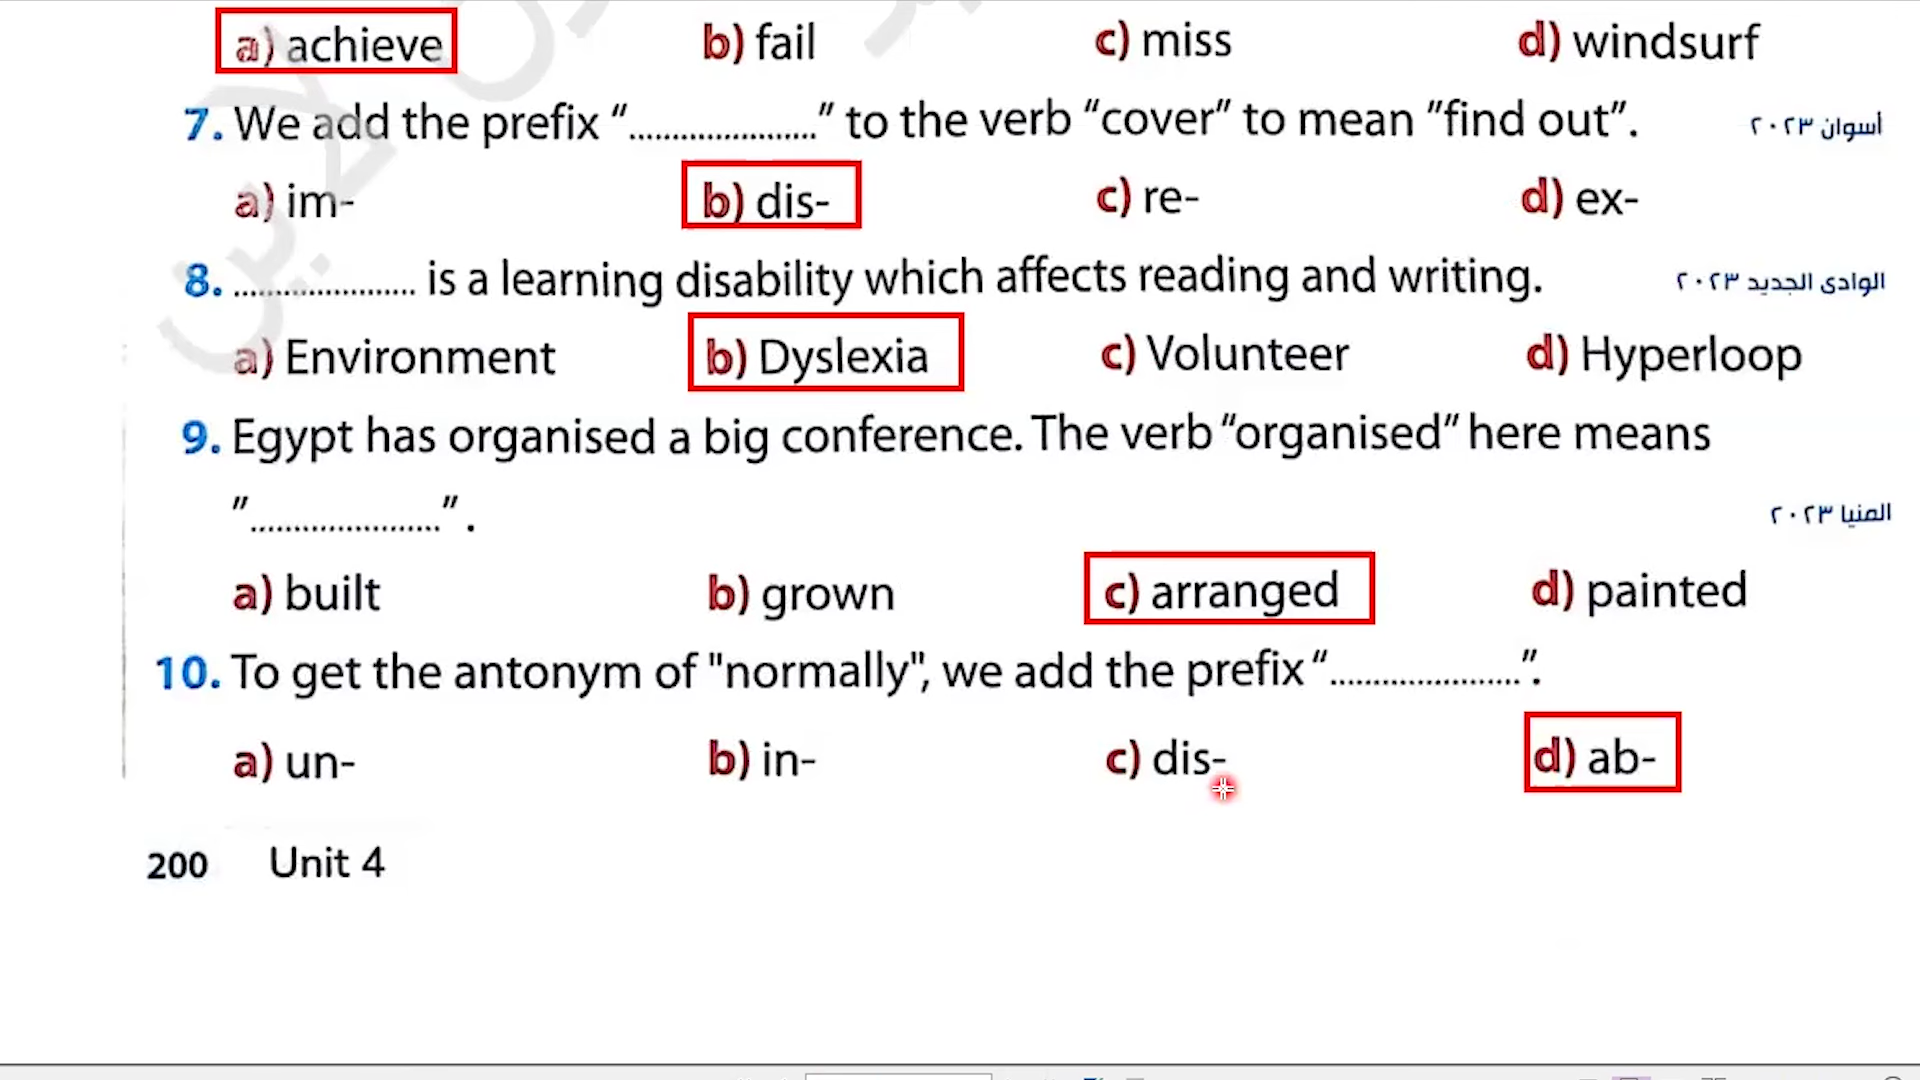 a) achieve b) fail c) miss d) windsurf
7. We add the prefix “......................” to the verb “cover” to mean “find out”. أسوان ٢٠٢٣
a) im- b) dis- c) re- d) ex-
8. ...................... is a learning disability which affects reading and writing. الوادى الجديد ٢٠٢٣
a) Environment b) Dyslexia c) Volunteer d) Hyperloop
9. Egypt has organised a big conference. The verb “organised” here means
“......................”. المنيا ٢٠٢٣
a) built b) grown c) arranged d) painted
10. To get the antonym of "normally", we add the prefix “......................”.
a) un- b) in- c) dis- d) ab-
200 Unit 4